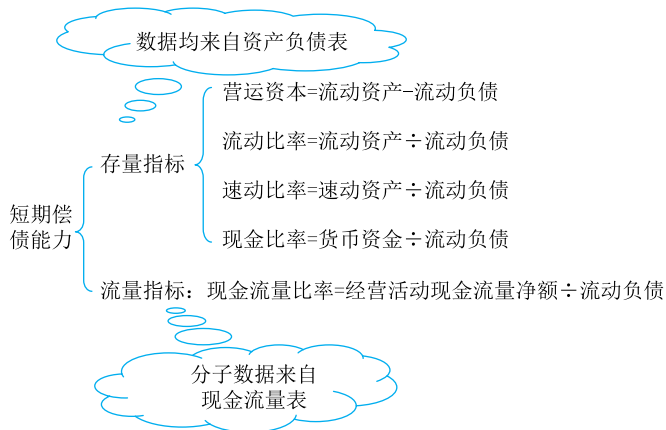 数据均来自资产负债表
营运资本=流动资产-流动负债
流动比率=流动资产÷流动负债
存量指标
速动比率=速动资产÷流动负债
短期偿
债能力
现金比率=货币资金÷流动负债
流量指标：现金流量比率=经营活动现金流量净额÷流动负债
分子数据来自
现金流量表